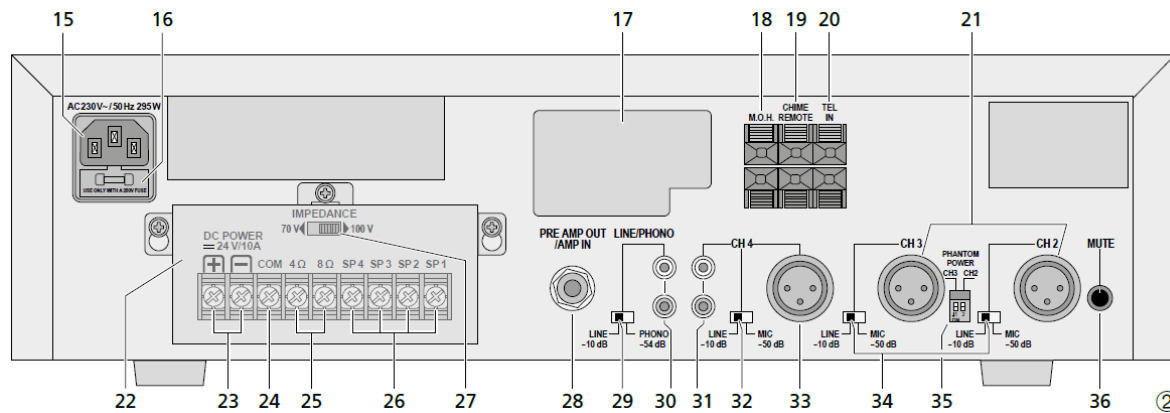 15 16 17 18 19 20 21
AC230V~/50Hz 295W
USE ONLY WITH A 250V FUSE
M.O.H.
CHIME
REMOTE
TEL
IN
IMPEDANCE
70 V 100 V
DC POWER
24 V/10A
+ −
COM 4 Ω 8 Ω SP 4 SP 3 SP 2 SP 1
PRE AMP OUT
/AMP IN
LINE/PHONO
LINE
–10 dB
PHONO
–54 dB
CH 4
LINE
–10 dB
MIC
–50 dB
CH 3
LINE
–10 dB
MIC
–50 dB
PHANTOM
POWER
CH3 CH2
ON
CH 2
LINE
–10 dB
MIC
–50 dB
MUTE
22 23 24 25 26 27 28 29 30 31 32 33 34 35 36
②